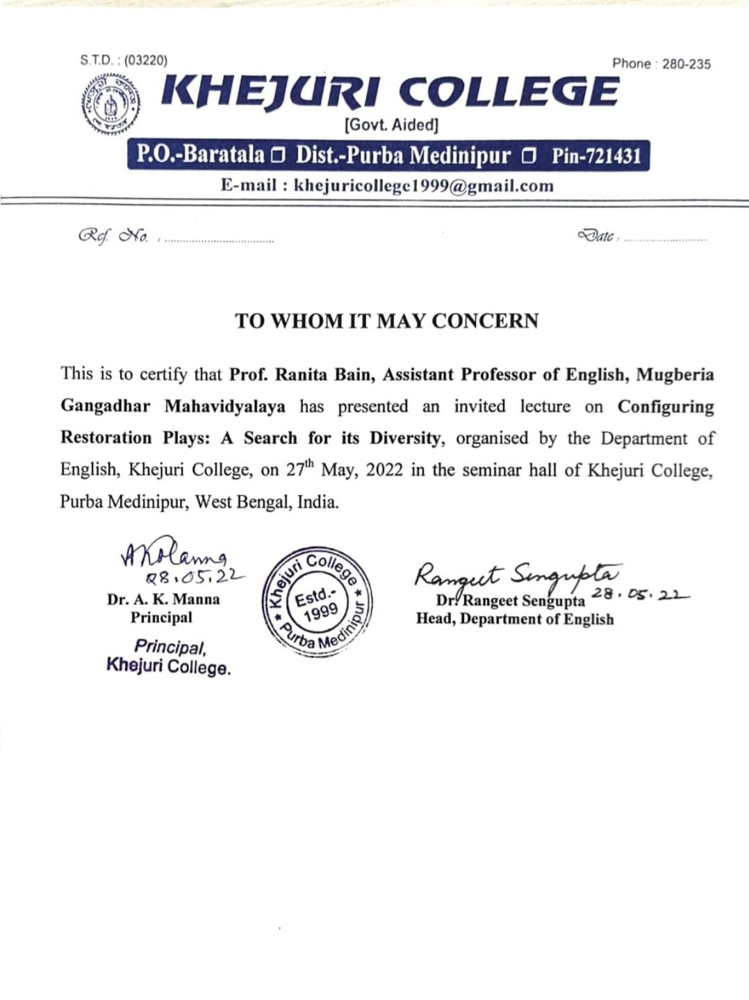 S.T.D. : (03220)
Phone : 280-235
KHEJURI COLLEGE
[Govt. Aided]
P.O.-Baratala ❒ Dist.-Purba Medinipur ❒ Pin-721431
E-mail : khejuricollege1999@gmail.com
Ref. No. : ..................................
Date : ..........................
TO WHOM IT MAY CONCERN
This is to certify that Prof. Ranita Bain, Assistant Professor of English, Mugberia
Gangadhar Mahavidyalaya has presented an invited lecture on Configuring
Restoration Plays: A Search for its Diversity, organised by the Department of
English, Khejuri College, on 27th May, 2022 in the seminar hall of Khejuri College,
Purba Medinipur, West Bengal, India.
28.05.22
Dr. A. K. Manna
Principal
Principal,
Khejuri College.
Khejuri College
Estd.-
1999
Purba Medinipur
Rangeet Sengupta
28.05.22
Dr. Rangeet Sengupta
Head, Department of English